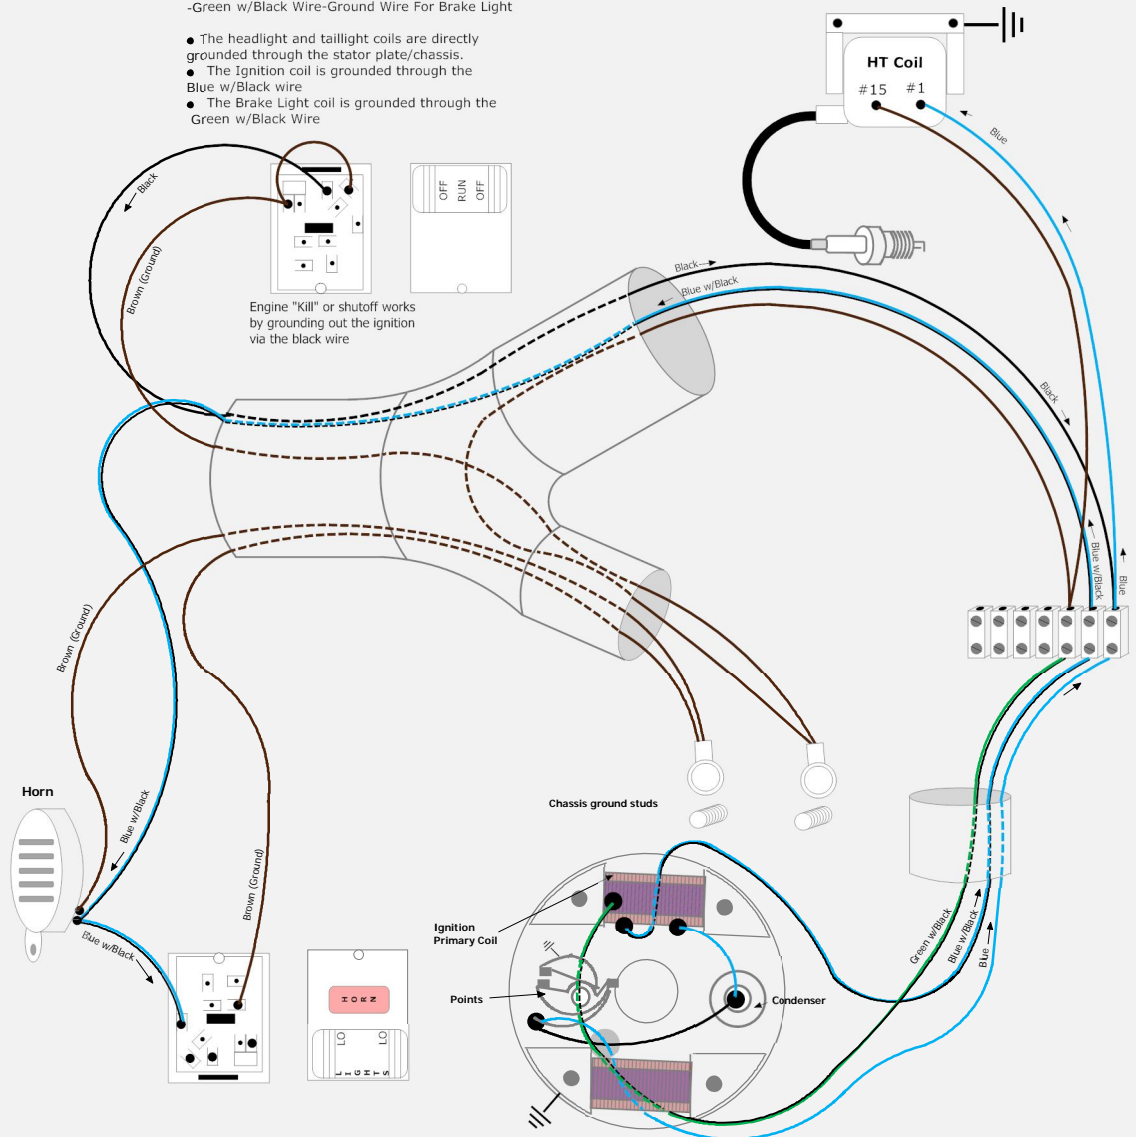 -Green w/Black Wire-Ground Wire For Brake Light
● The headlight and taillight coils are directly
grounded through the stator plate/chassis.
● The Ignition coil is grounded through the
Blue w/Black wire
● The Brake Light coil is grounded through the
Green w/Black Wire
HT Coil
#15 #1
Blue
Black
OFF
RUN
OFF
Brown (Ground)
Engine "Kill" or shutoff works
by grounding out the ignition
via the black wire
Black
Blue w/Black
Black
Blue w/Black
Blue
Brown (Ground)
Horn
Blue w/Black
Chassis ground studs
Brown (Ground)
Ignition
Primary Coil
Green w/Black
Blue w/Black
Blue
Blue w/Black
Points
Condenser
HORN
LO
LO
LIGHTS